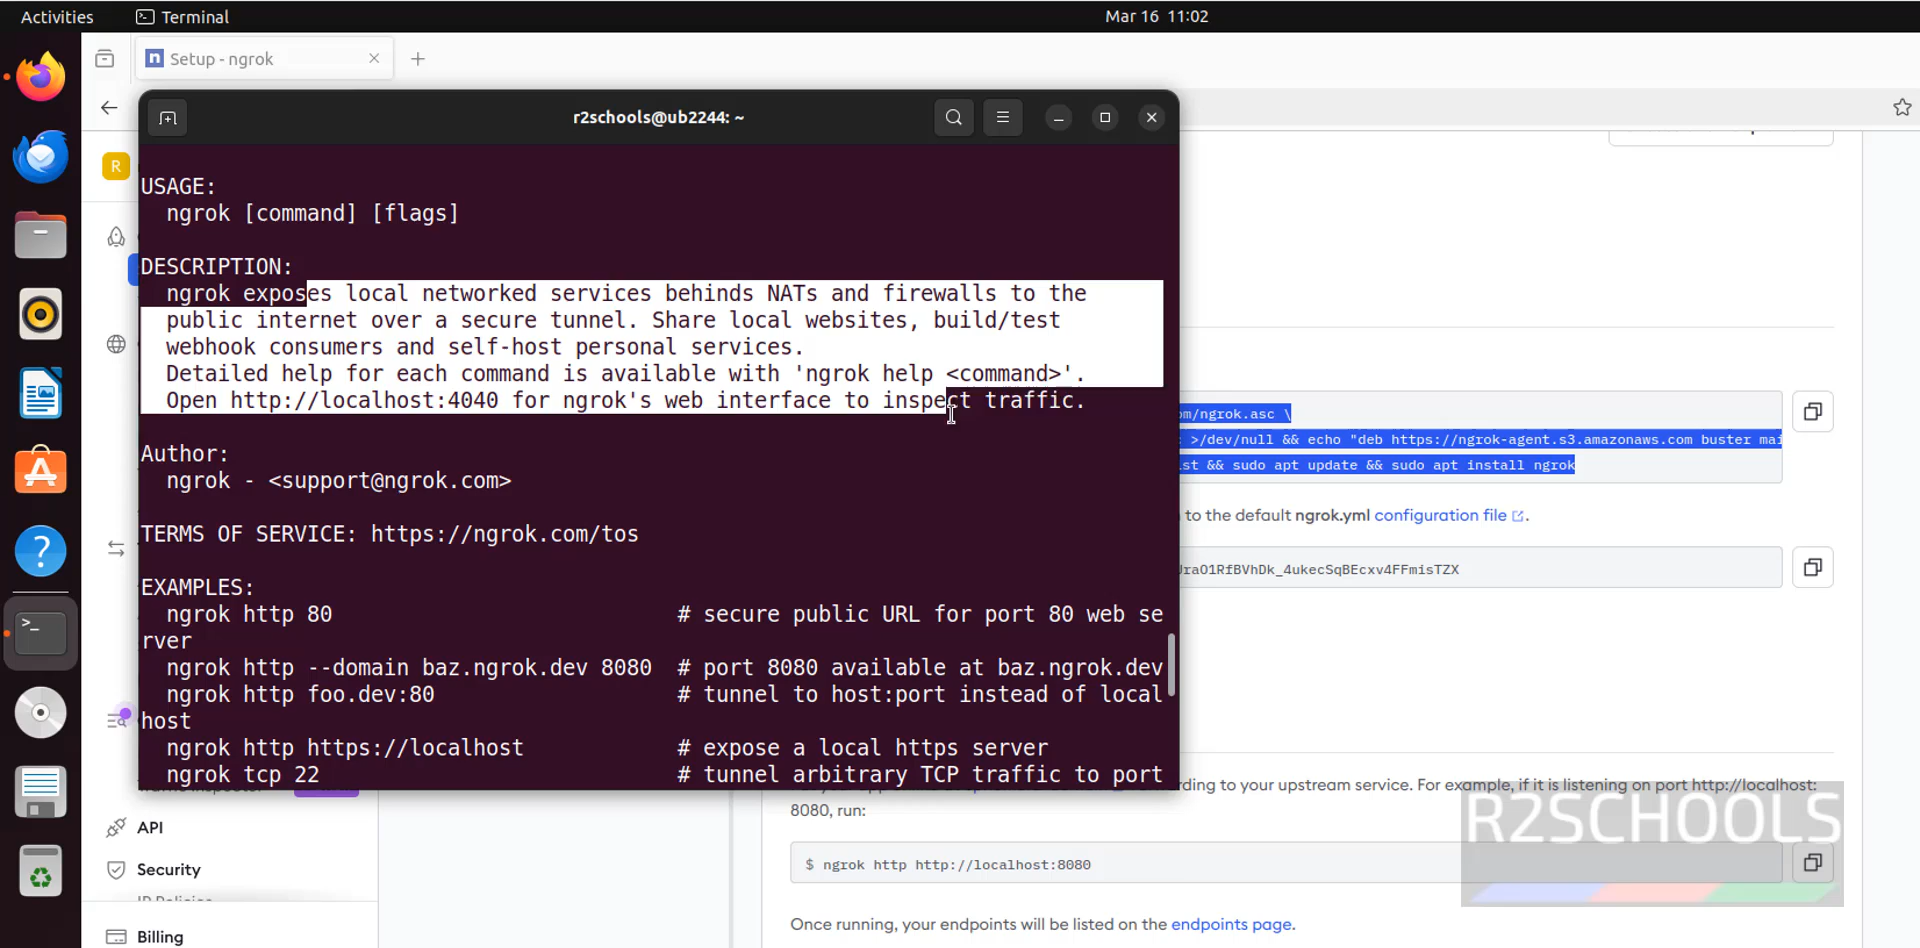 Activities
Terminal
Mar 16 11:02
Setup - ngrok
r2schools@ub2244: ~
R
USAGE:
ngrok [command] [flags]
DESCRIPTION:
ngrok exposes local networked services behinds NATs and firewalls to the
public internet over a secure tunnel. Share local websites, build/test
webhook consumers and self-host personal services.
Detailed help for each command is available with 'ngrok help <command>'.
Open http://localhost:4040 for ngrok's web interface to inspect traffic.
Author:
ngrok - <support@ngrok.com>
TERMS OF SERVICE: https://ngrok.com/tos
EXAMPLES:
ngrok http 80 # secure public URL for port 80 web se
rver
ngrok http --domain baz.ngrok.dev 8080 # port 8080 available at baz.ngrok.dev
ngrok http foo.dev:80 # tunnel to host:port instead of local
host
ngrok http https://localhost # expose a local https server
ngrok tcp 22 # tunnel arbitrary TCP traffic to port
om/ngrok.asc \
>/dev/null && echo "deb https://ngrok-agent.s3.amazonaws.com buster mai
ist && sudo apt update && sudo apt install ngrok
to the default ngrok.yml configuration file.
JraO1RfBVhDk_4ukecSqBEcxv4FFmisTZX
rding to your upstream service. For example, if it is listening on port http://localhost:
8080, run:
$ ngrok http http://localhost:8080
Once running, your endpoints will be listed on the endpoints page.
API
Security
IP Policies
Billing
R2SCHOOLS